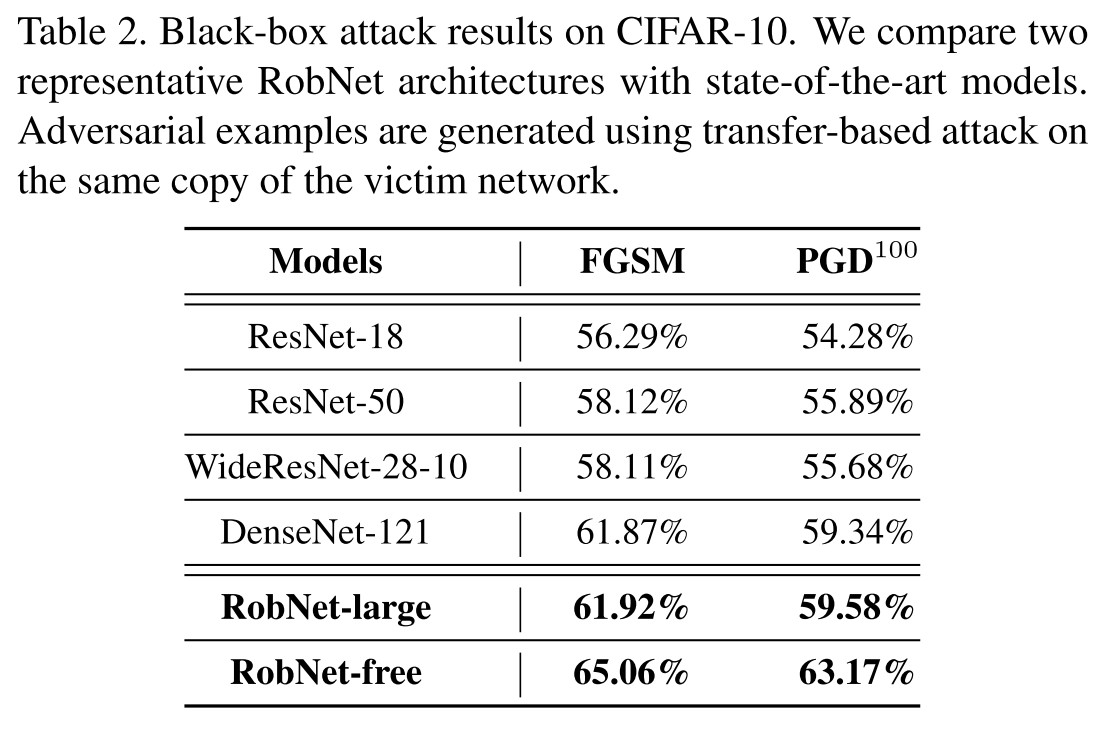 Table 2. Black-box attack results on CIFAR-10. We compare two
representative RobNet architectures with state-of-the-art models.
Adversarial examples are generated using transfer-based attack on
the same copy of the victim network.
Models FGSM PGD¹⁰⁰
ResNet-18 56.29% 54.28%
ResNet-50 58.12% 55.89%
WideResNet-28-10 58.11% 55.68%
DenseNet-121 61.87% 59.34%
RobNet-large 61.92% 59.58%
RobNet-free 65.06% 63.17%